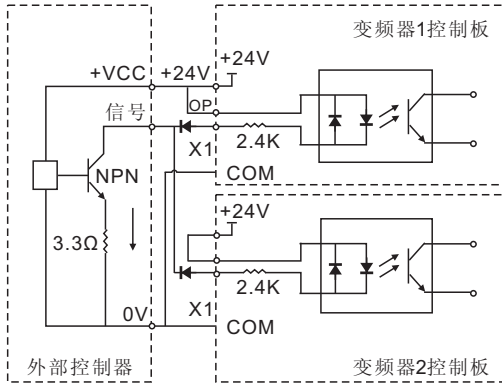 变频器1控制板
+24V
+VCC
+24V
信号
OP
X1
2.4K
NPN
COM
+24V
3.3Ω
2.4K
0V
X1
COM
外部控制器
变频器2控制板